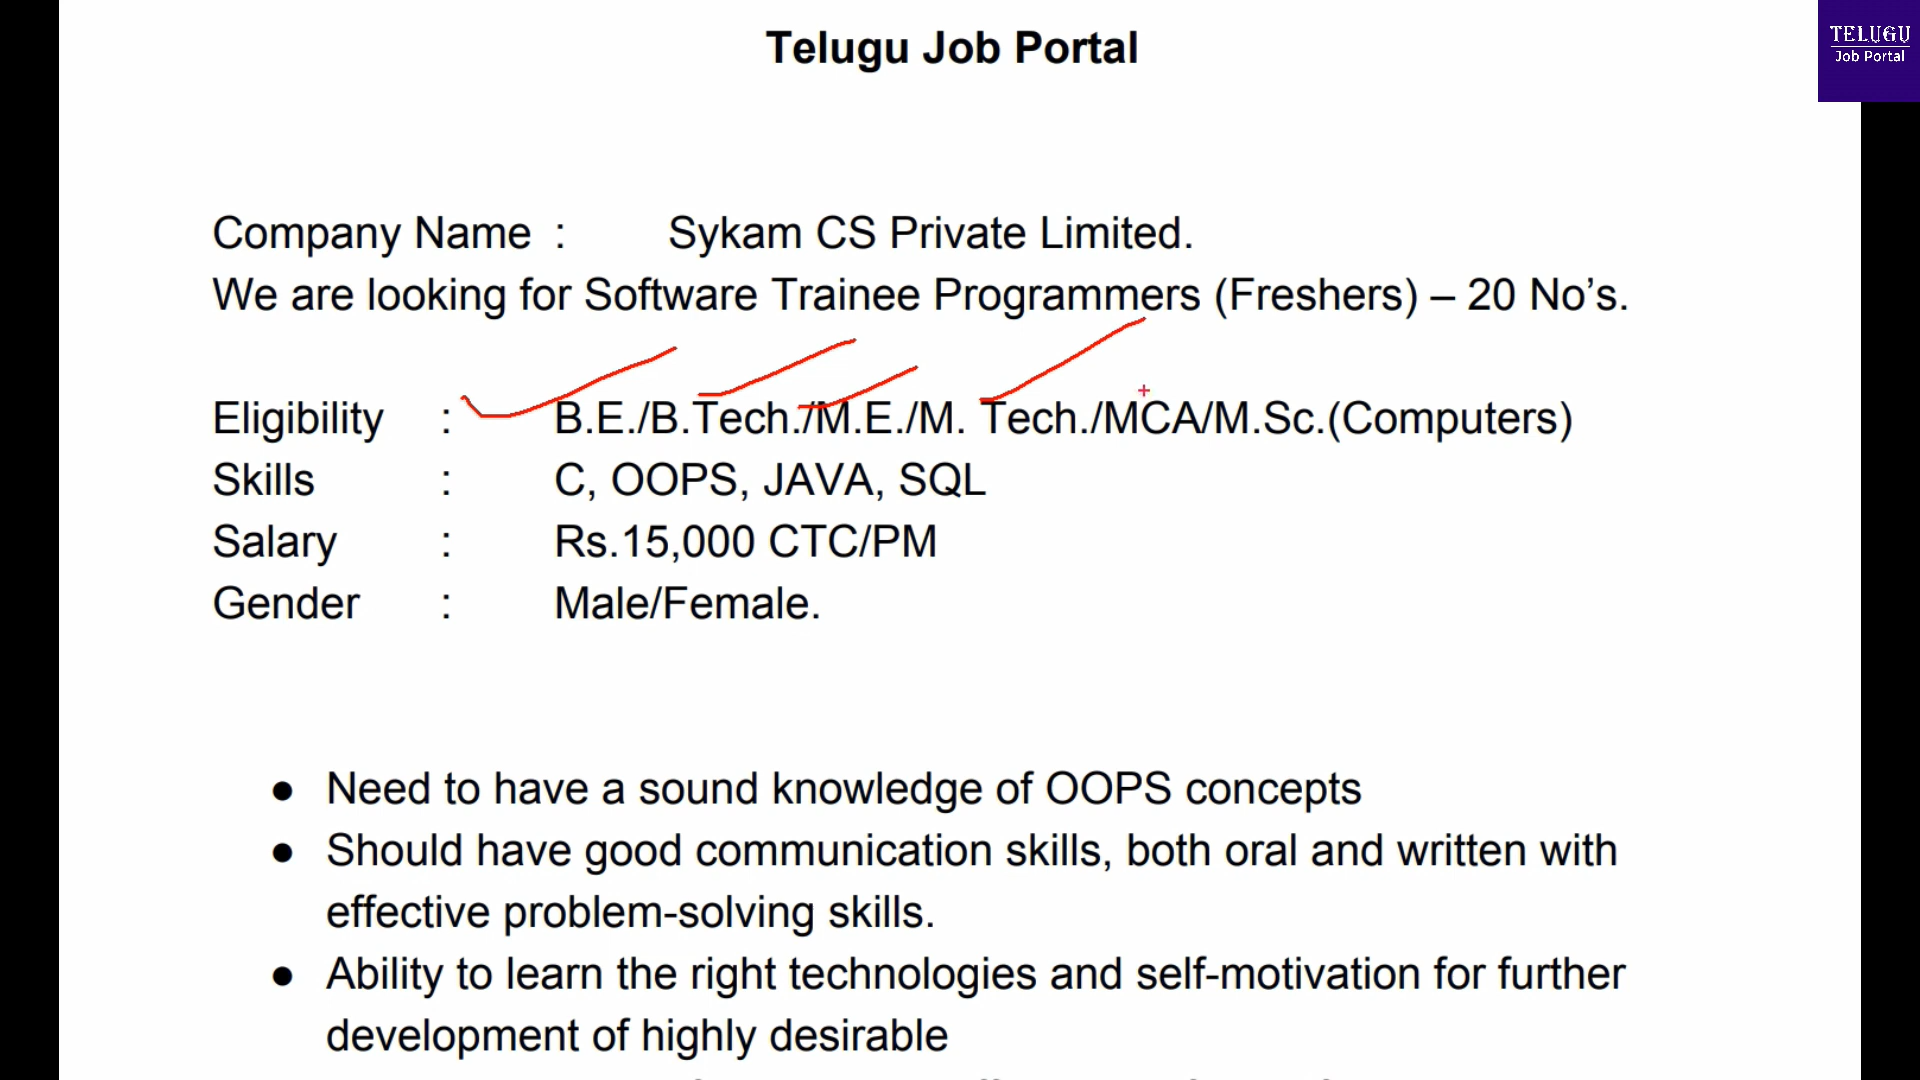 Telugu Job Portal
TELUGU
Job Portal
Company Name : Sykam CS Private Limited.
We are looking for Software Trainee Programmers (Freshers) – 20 No’s.
Eligibility : B.E./B.Tech./M.E./M. Tech./MCA/M.Sc.(Computers)
Skills : C, OOPS, JAVA, SQL
Salary : Rs.15,000 CTC/PM
Gender : Male/Female.
● Need to have a sound knowledge of OOPS concepts
● Should have good communication skills, both oral and written with
effective problem-solving skills.
● Ability to learn the right technologies and self-motivation for further
development of highly desirable